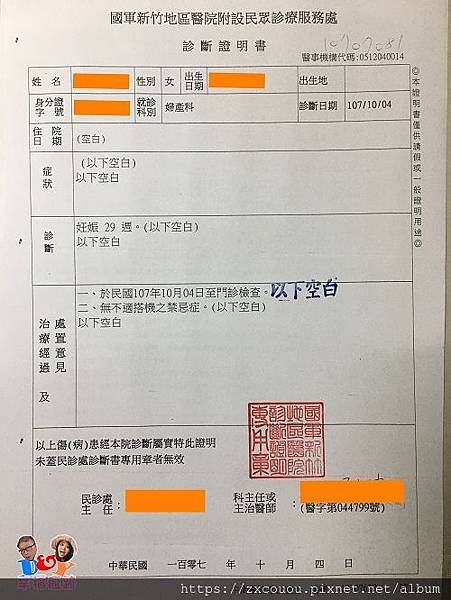 國軍新竹地區醫院附設民眾診療服務處
診斷證明書
10707081
醫事機構代碼:0512040014
姓 名
性別 女
出生日期
出生地
身分證字號
就診科別 婦產科
診斷日期 107/10/04
住院日期 (空白)
症狀
(以下空白)
以下空白
診斷
妊娠 29 週。(以下空白)
以下空白
處置意見
治療經過及
一、於民國107年10月04日至門診檢查。以下空白
二、無不適搭機之禁忌症。(以下空白)
以下空白
◎本證明書僅供請假或一般證明用途◎
國軍新竹地區醫院診斷證明專用章
以上傷(病)患經本院診斷屬實特此證明
未蓋民診處診斷書專用章者無效
民診處主任:
科主任或主治醫師:
(醫字第044799號)
中華民國 一百零七 年 十 月 四 日
https://zxcouou.pixnet.net/album